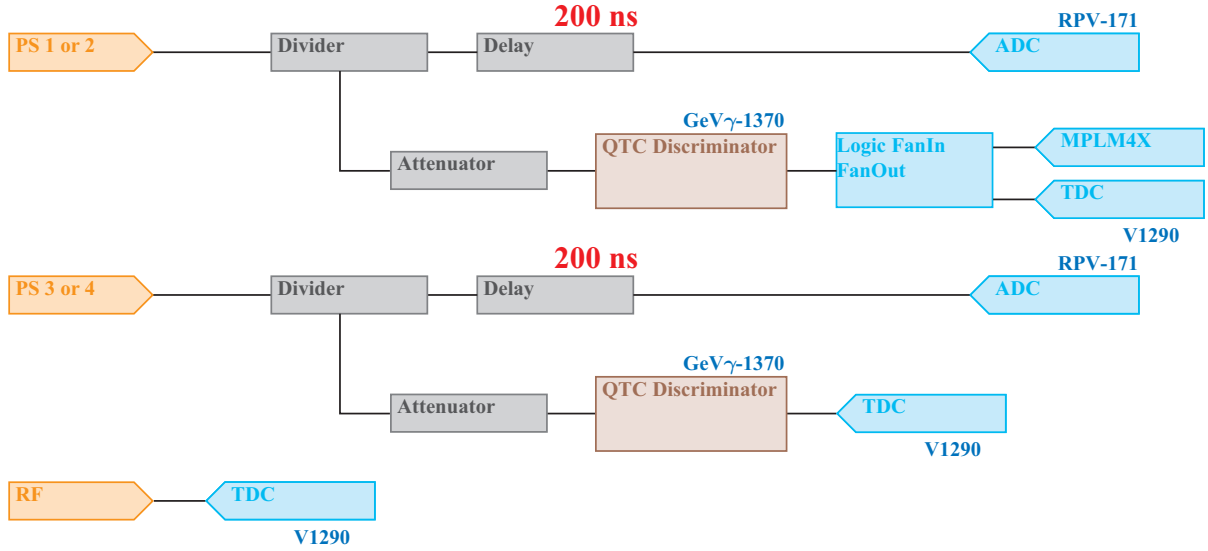 200 ns
RPV-171
PS 1 or 2
Divider
Delay
ADC
GeVγ-1370
Attenuator
QTC Discriminator
Logic FanIn
FanOut
MPLM4X
TDC
V1290
200 ns
RPV-171
PS 3 or 4
Divider
Delay
ADC
GeVγ-1370
Attenuator
QTC Discriminator
TDC
V1290
RF
TDC
V1290